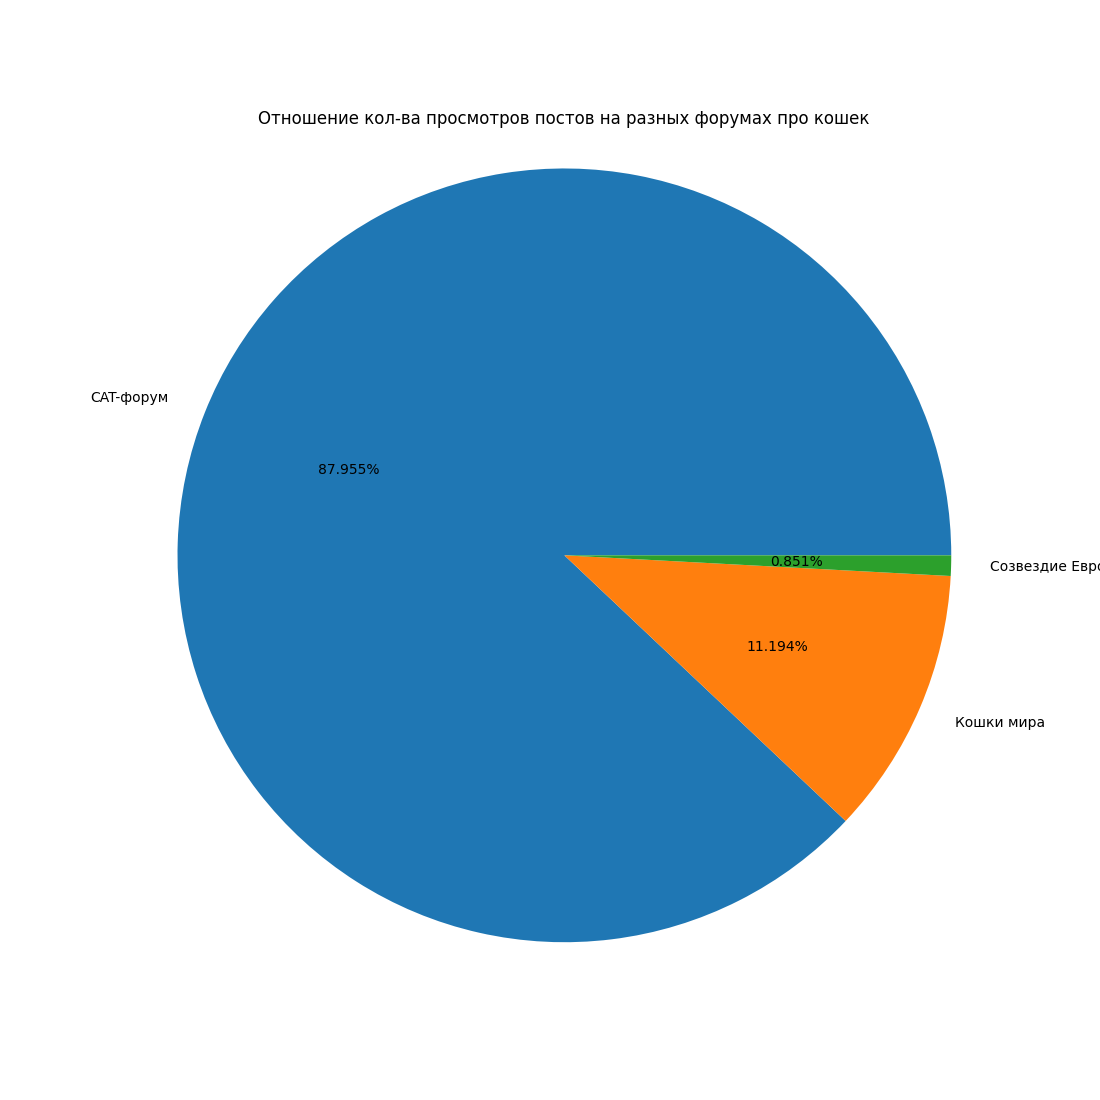 Отношение кол-ва просмотров постов на разных форумах про кошек
CAT-форум
87.955%
0.851%
Созвездие
11.194%
Кошки мира